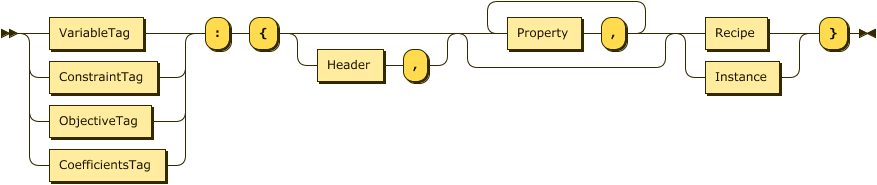 VariableTag : { Property , Recipe }
Header ,
ConstraintTag Instance
ObjectiveTag
CoefficientsTag